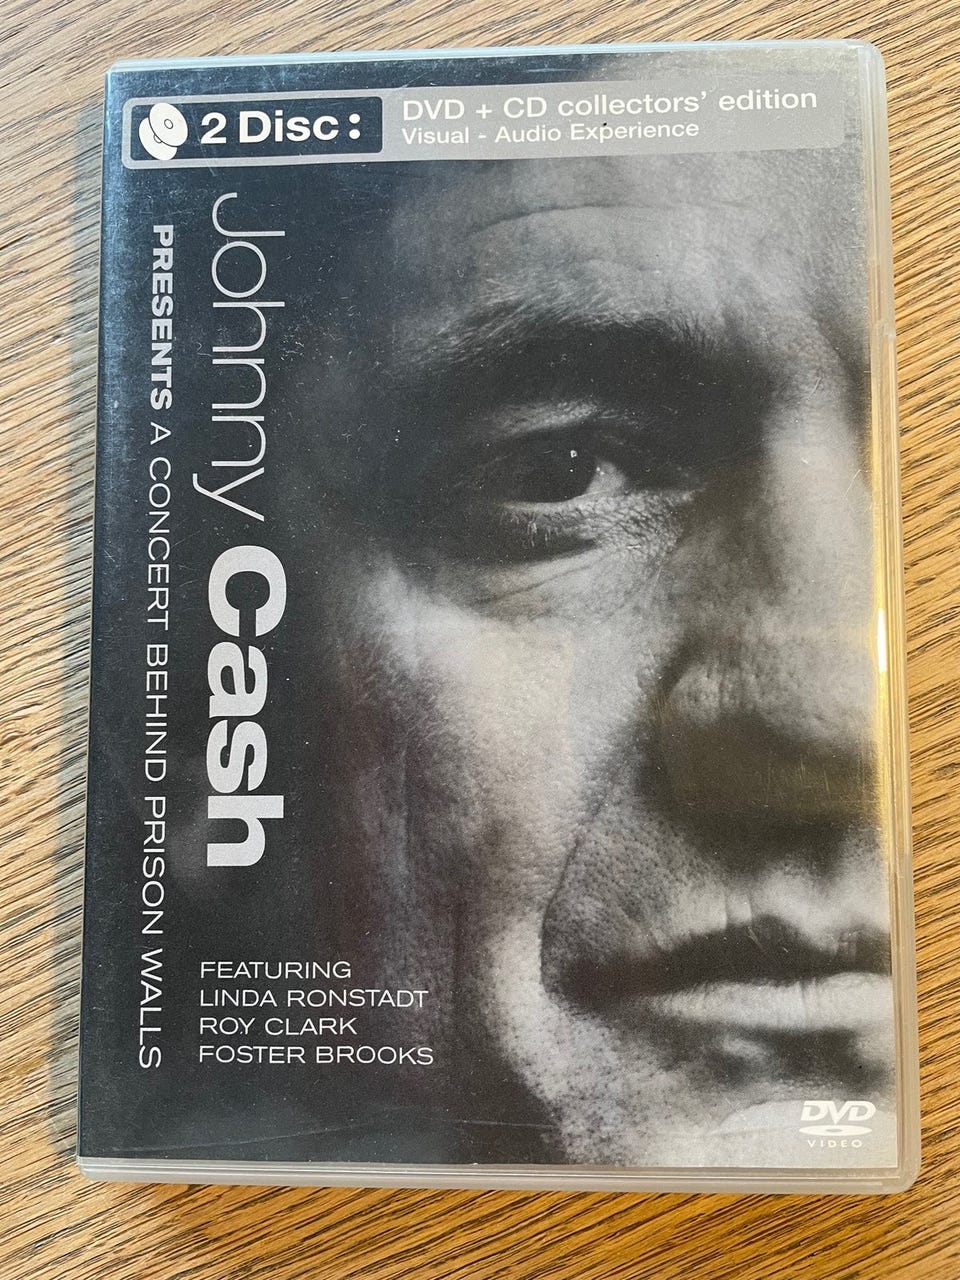 2 Disc:
DVD + CD collectors' edition
Visual - Audio Experience
Johnny cash
PRESENTS A CONCERT BEHIND PRISON WALLS
FEATURING
LINDA RONSTADT
ROY CLARK
FOSTER BROOKS
DVD
VIDEO